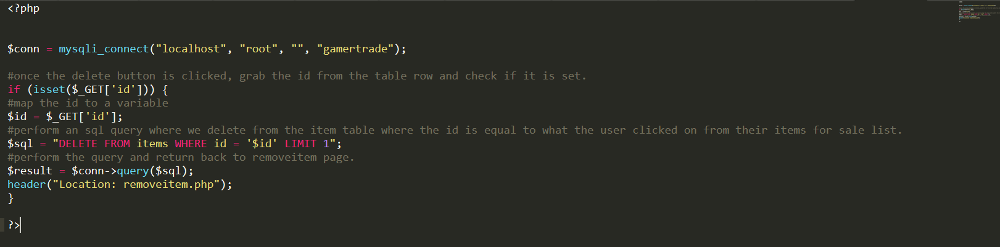 <?php
$conn = mysqli_connect("localhost", "root", "", "gamertrade");
#once the delete button is clicked, grab the id from the table row and check if it is set.
if (isset($_GET['id'])) {
#map the id to a variable
$id = $_GET['id'];
#perform an sql query where we delete from the item table where the id is equal to what the user clicked on from their items for sale list.
$sql = "DELETE FROM items WHERE id = '$id' LIMIT 1";
#perform the query and return back to removeitem page.
$result = $conn->query($sql);
header("Location: removeitem.php");
}
?>